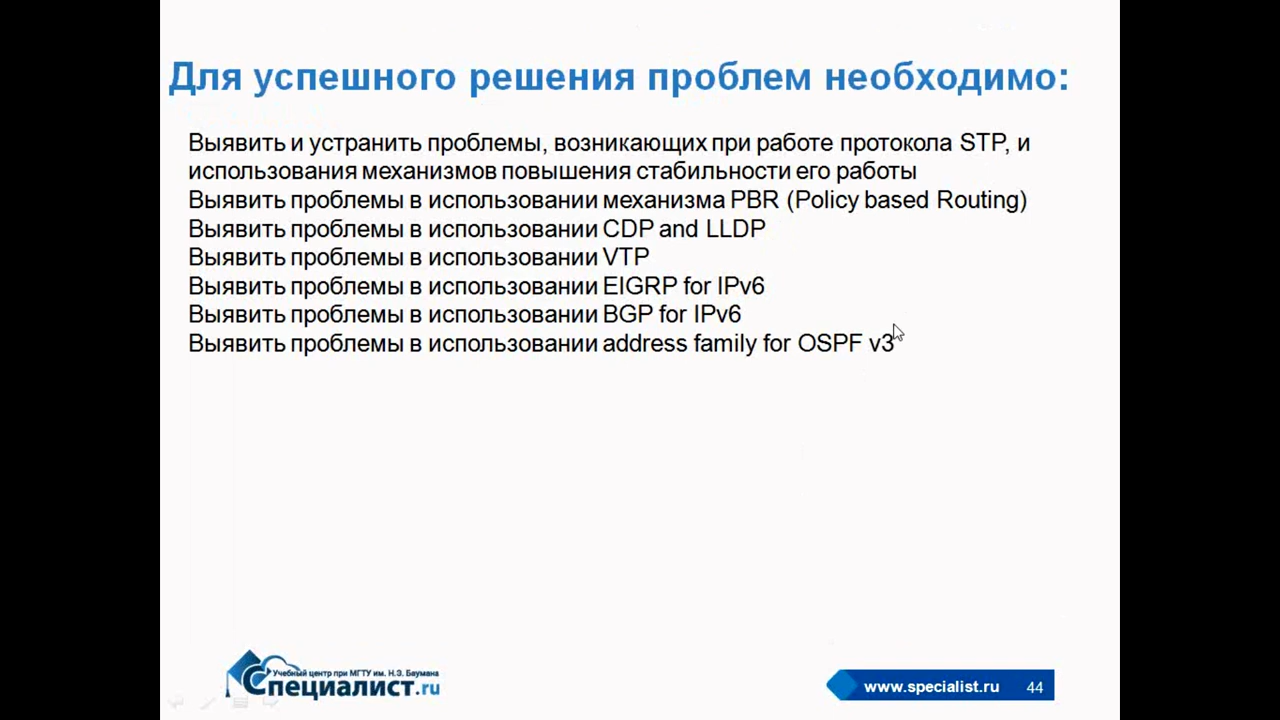 Для успешного решения проблем необходимо:
Выявить и устранить проблемы, возникающих при работе протокола STP, и
использования механизмов повышения стабильности его работы
Выявить проблемы в использовании механизма PBR (Policy based Routing)
Выявить проблемы в использовании CDP and LLDP
Выявить проблемы в использовании VTP
Выявить проблемы в использовании EIGRP for IPv6
Выявить проблемы в использовании BGP for IPv6
Выявить проблемы в использовании address family for OSPF v3
Учебный центр при МГТУ им. Н.Э. Баумана
Специалист.ru
www.specialist.ru 44